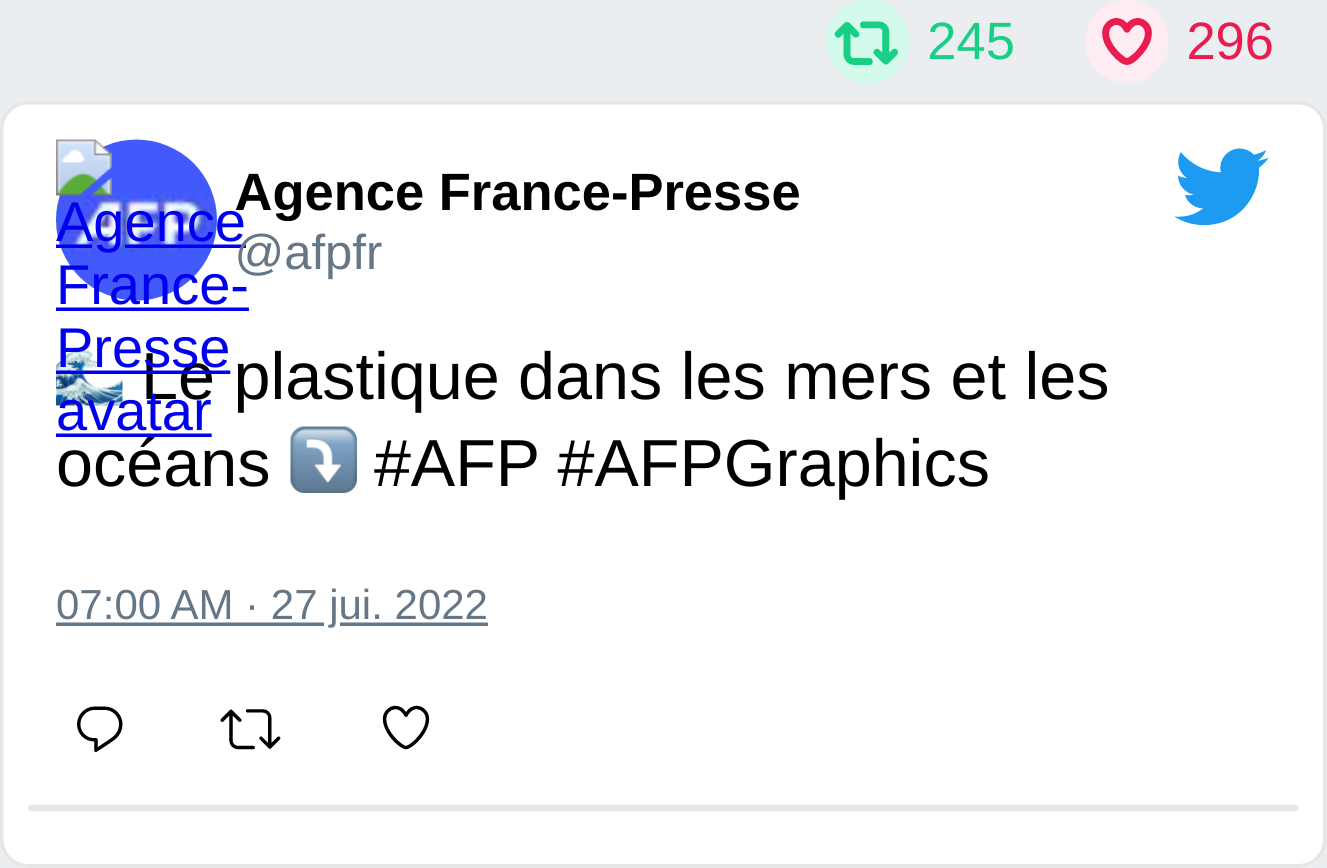 245 296
Agence France-Presse
@afpfr
AFP
Agence
France-
Presse
avatar
🌊 Le plastique dans les mers et les
océans ⤵️ #AFP #AFPGraphics
07:00 AM · 27 jui. 2022